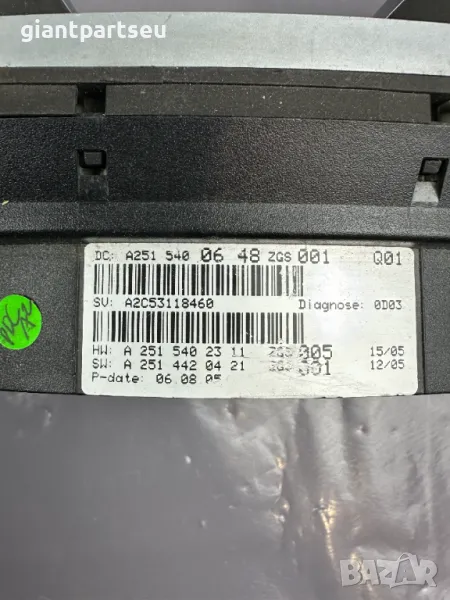 giantpartseu
DC: A251 540 06 48 ZGS 001 Q01
SV: A2C53118460 Diagnose: 0D03
HW: A 251 540 23 11 ZGS 005 15/05
SW: A 251 442 04 21 ZGS 001 12/05
P-date: 06.08.05
BAZAR